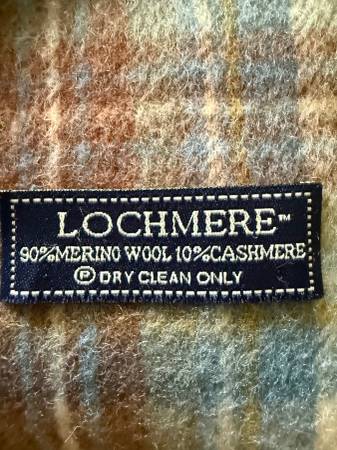 LOCHMERE™
90%MERINO WOOL 10%CASHMERE
Ⓟ DRY CLEAN ONLY